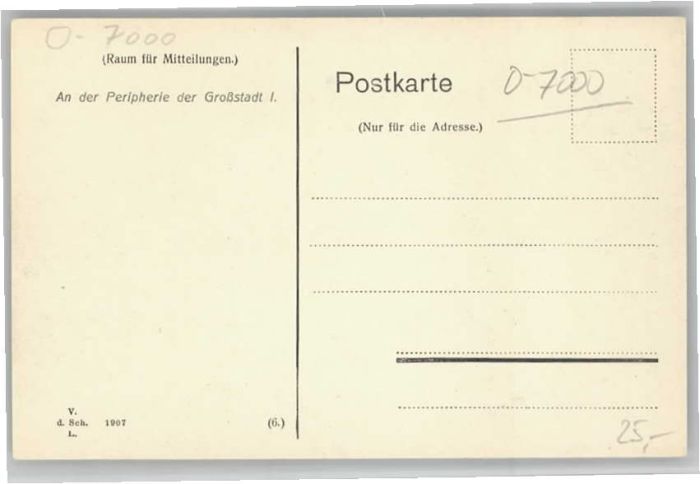 O-7000
(Raum für Mitteilungen.)
An der Peripherie der Großstadt I.
Postkarte
O-7000
(Nur für die Adresse.)
V.
d. Sch. 1907
L.
(6.)
25,-